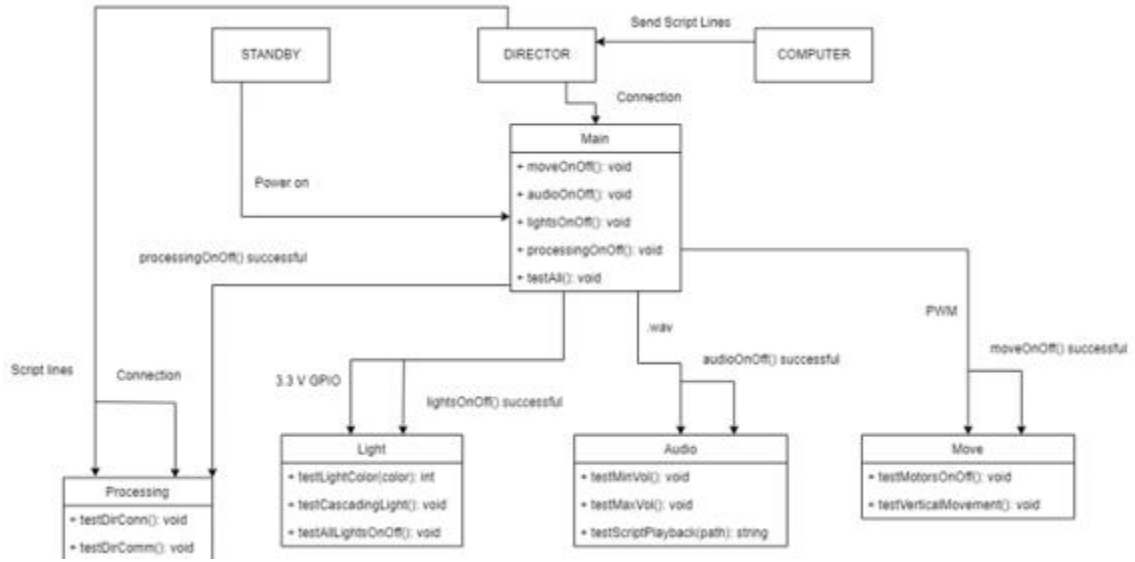 Send Script Lines
STANDBY
DIRECTOR
COMPUTER
Connection
Main
+ moveOnOff(): void
+ audioOnOff(): void
+ lightsOnOff(): void
+ processingOnOff(): void
+ testAll(): void
Power on
processingOnOff() successful
PWM
.wav
moveOnOff() successful
audioOnOff() successful
Script lines
Connection
3.3 V GPIO
lightsOnOff() successful
Light
+ testLightColor(color): int
+ testCascadingLight(): void
+ testAllLightsOnOff(): void
Audio
+ testMinVol(): void
+ testMaxVol(): void
+ testScriptPlayback(path): string
Move
+ testMotorsOnOff(): void
+ testVerticalMovement(): void
Processing
+ testDirConn(): void
+ testDirComm(): void